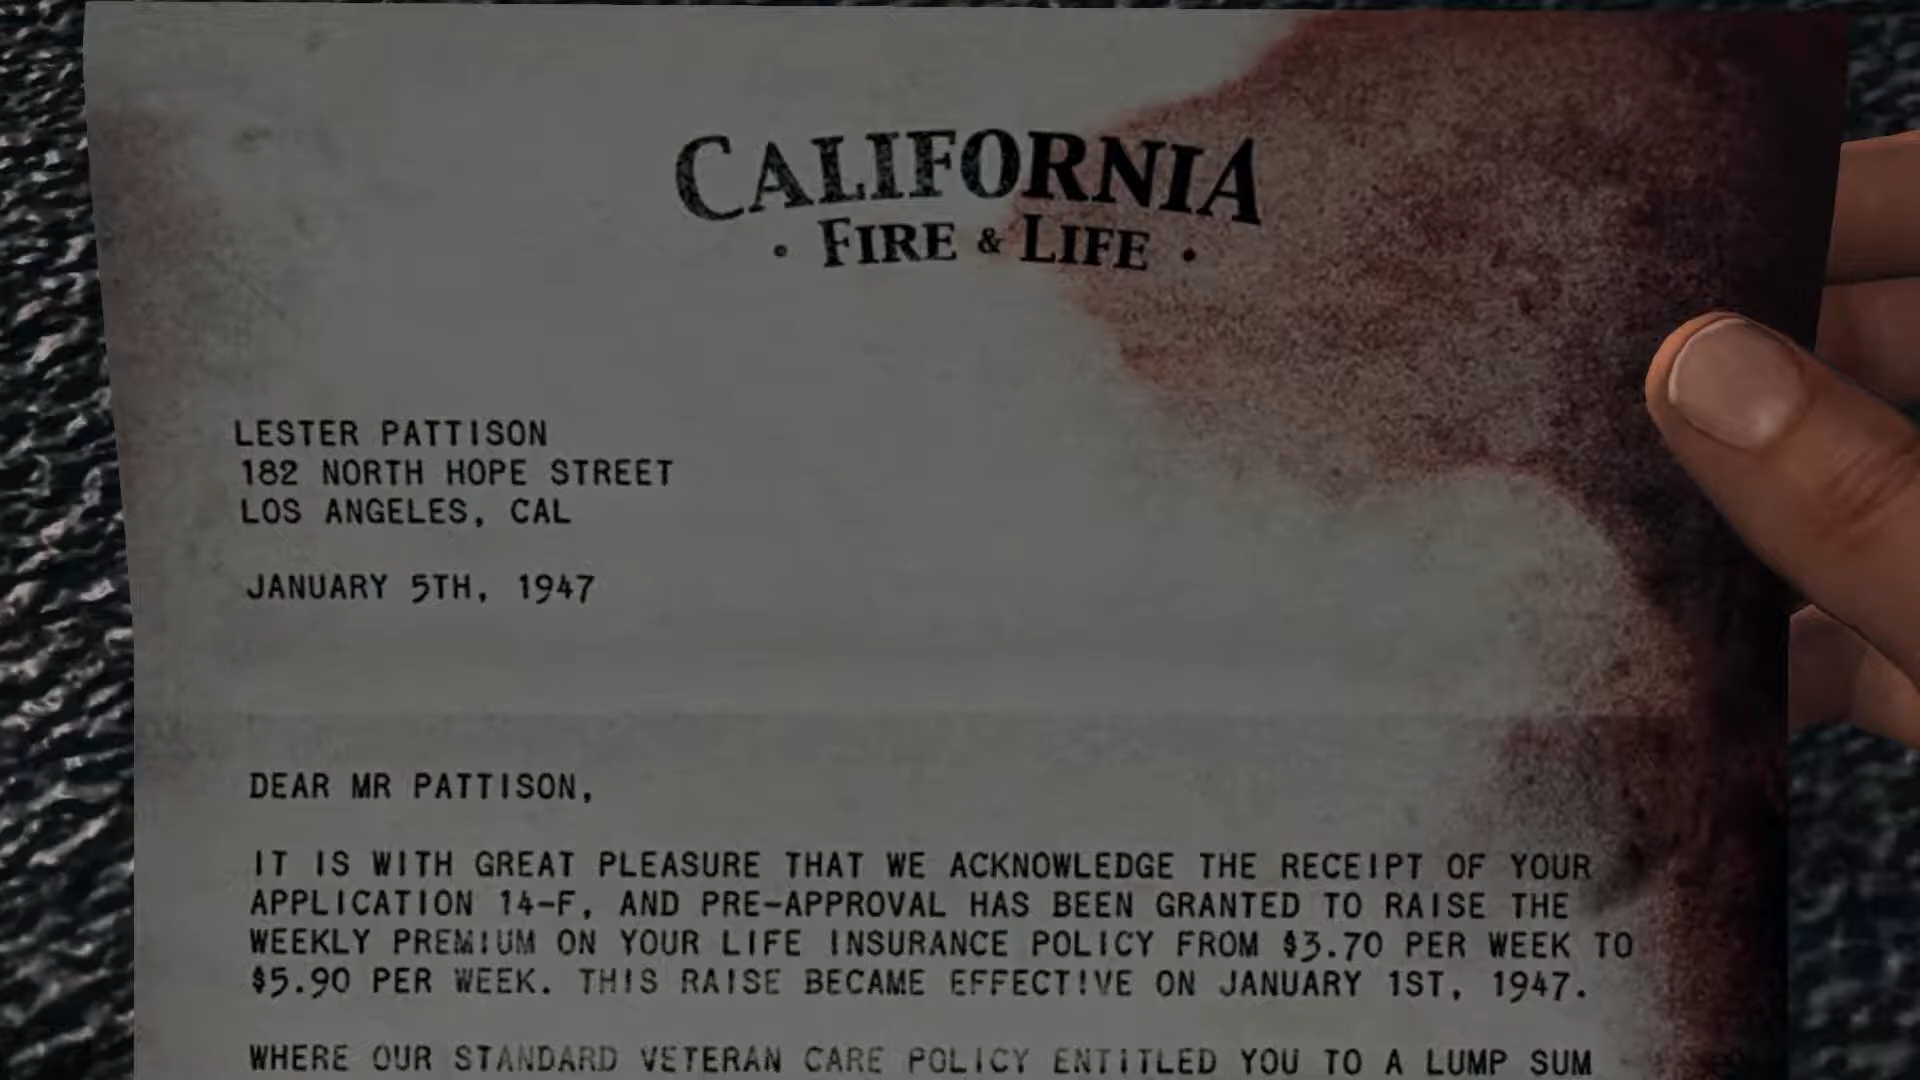 CALIFORNIA
• FIRE & LIFE •
LESTER PATTISON
182 NORTH HOPE STREET
LOS ANGELES, CAL
JANUARY 5TH, 1947
DEAR MR PATTISON,
IT IS WITH GREAT PLEASURE THAT WE ACKNOWLEDGE THE RECEIPT OF YOUR
APPLICATION 14-F, AND PRE-APPROVAL HAS BEEN GRANTED TO RAISE THE
WEEKLY PREMIUM ON YOUR LIFE INSURANCE POLICY FROM $3.70 PER WEEK TO
$5.90 PER WEEK. THIS RAISE BECAME EFFECTIVE ON JANUARY 1ST, 1947.
WHERE OUR STANDARD VETERAN CARE POLICY ENTITLED YOU TO A LUMP SUM